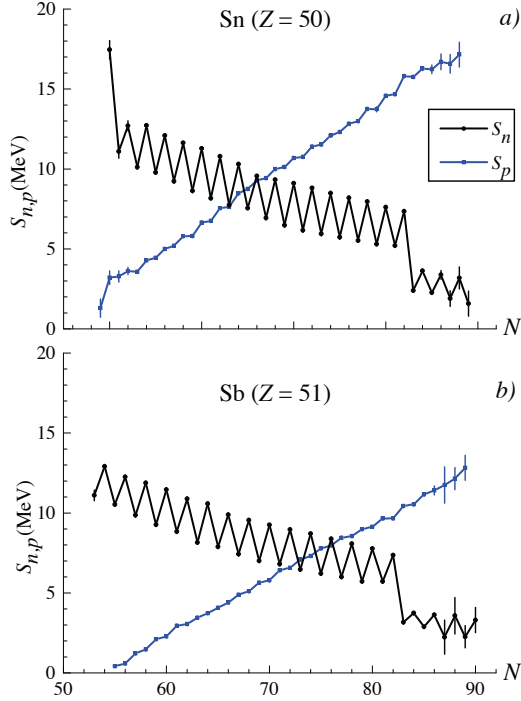 20
Sn (Z = 50)
a)
15
S_n
S_p
10
S_{n,p}(MeV)
5
0
N
20
Sb (Z = 51)
b)
15
10
S_{n,p}(MeV)
5
0
N
50 60 70 80 90